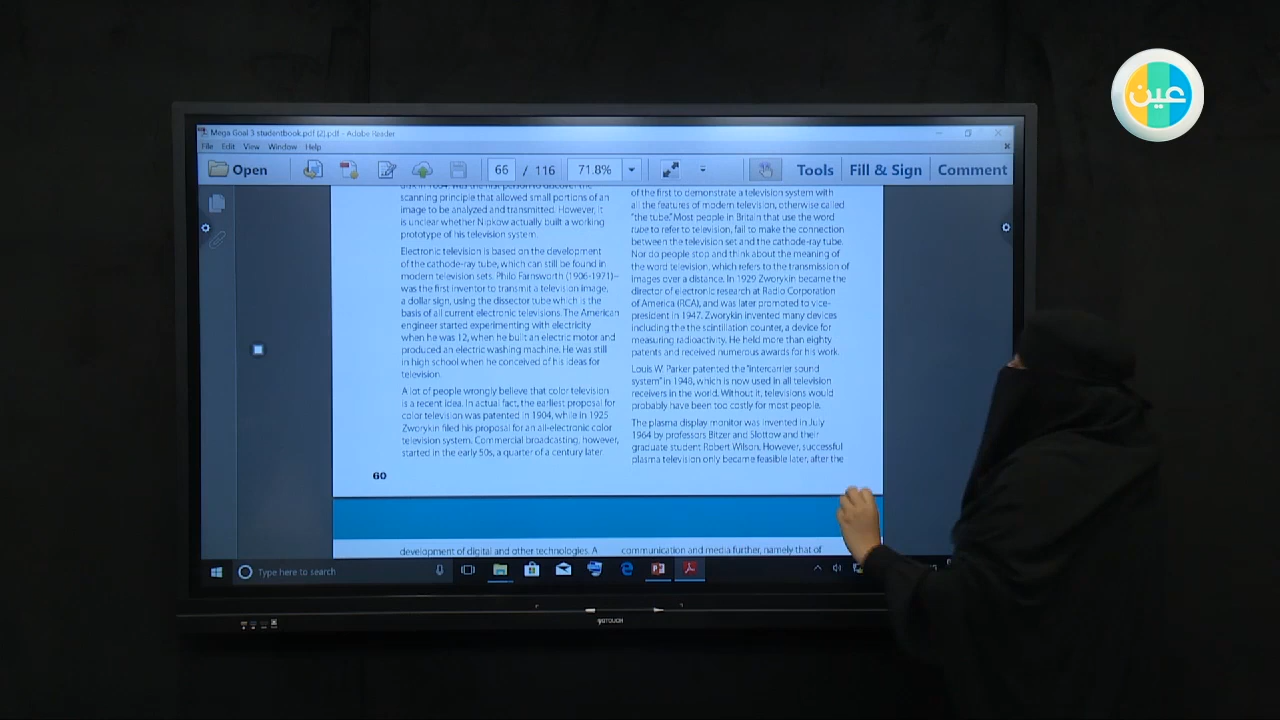 عين
Mega Goal 3 studentbook.pdf (2).pdf - Adobe Reader
File Edit View Window Help
Open 66 / 116 71.8% Tools Fill & Sign Comment
disk in 1884. was the first person to discover the
scanning principle that allowed small portions of an
image to be analyzed and transmitted. However, it
is unclear whether Nipkow actually built a working
prototype of his television system.
Electronic television is based on the development
of the cathode-ray tube, which can still be found in
modern television sets. Philo Farnsworth (1906-1971)–
was the first inventor to transmit a television image,
a dollar sign, using the dissector tube which is the
basis of all current electronic televisions. The American
engineer started experimenting with electricity
when he was 12, when he built an electric motor and
produced an electric washing machine. He was still
in high school when he conceived of his ideas for
television.
A lot of people wrongly believe that color television
is a recent idea. In actual fact, the earliest proposal for
color television was patented in 1904, while in 1925
Zworykin filed his proposal for an all-electronic color
television system. Commercial broadcasting, however,
started in the early 50s, a quarter of a century later.
60
of the first to demonstrate a television system with
all the features of modern television, otherwise called
"the tube." Most people in Britain that use the word
tube to refer to television, fail to make the connection
between the television set and the cathode-ray tube.
Nor do people stop and think about the meaning of
the word television, which refers to the transmission of
images over a distance. In 1929 Zworykin became the
director of electronic research at Radio Corporation
of America (RCA), and was later promoted to vice-
president in 1947. Zworykin invented many devices
including the the scintillation counter, a device for
measuring radioactivity. He held more than eighty
patents and received numerous awards for his work.
Louis W. Parker patented the "intercarrier sound
system" in 1948, which is now used in all television
receivers in the world. Without it, televisions would
probably have been too costly for most people.
The plasma display monitor was invented in July
1964 by professors Bitzer and Slottow and their
graduate student Robert Wilson. However, successful
plasma television only became feasible later, after the
development of digital and other technologies. A
communication and media further, namely that of
Type here to search